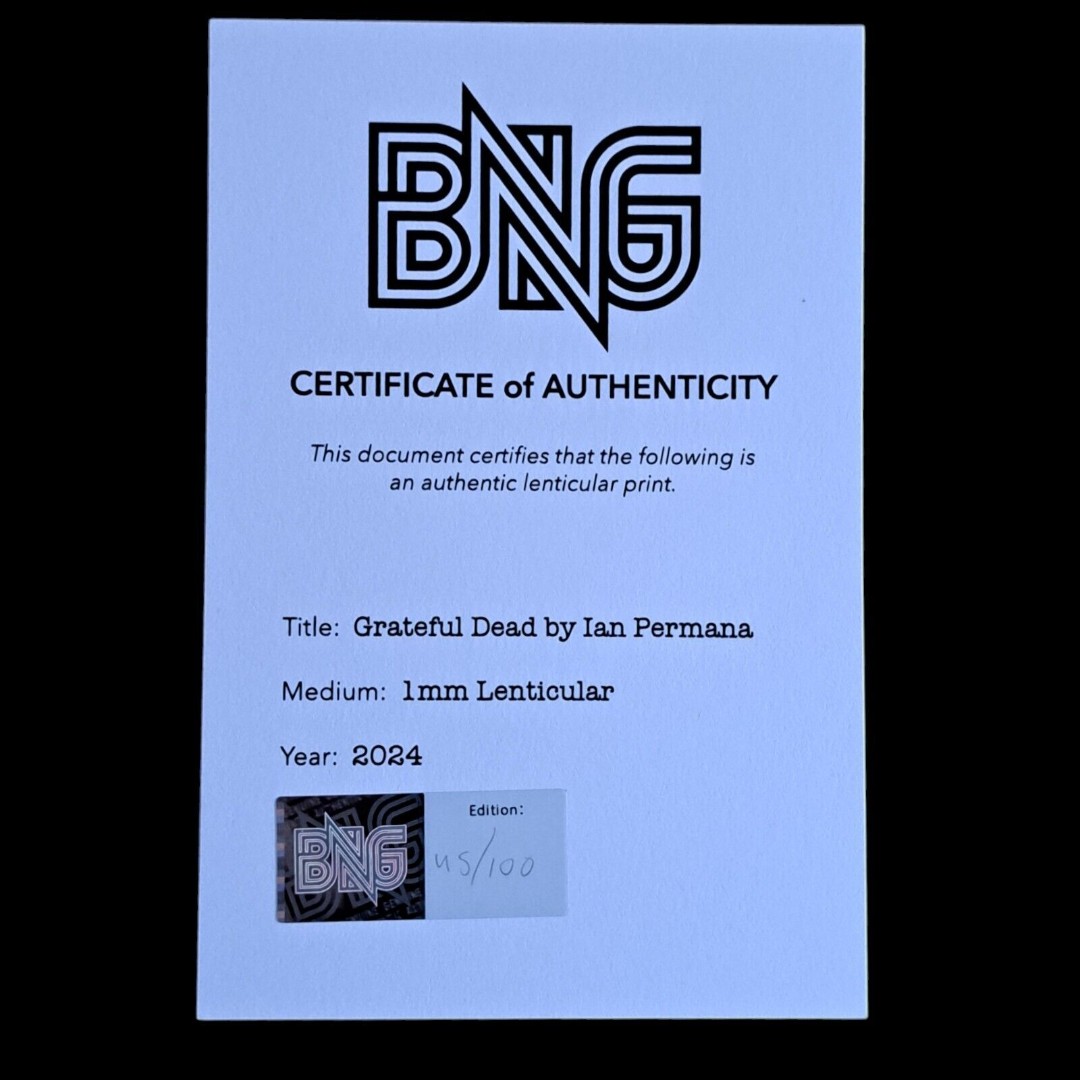 BNG
CERTIFICATE of AUTHENTICITY
This document certifies that the following is
an authentic lenticular print.
Title: Grateful Dead by Ian Permana
Medium: 1mm Lenticular
Year: 2024
Edition:
BNG
45/100